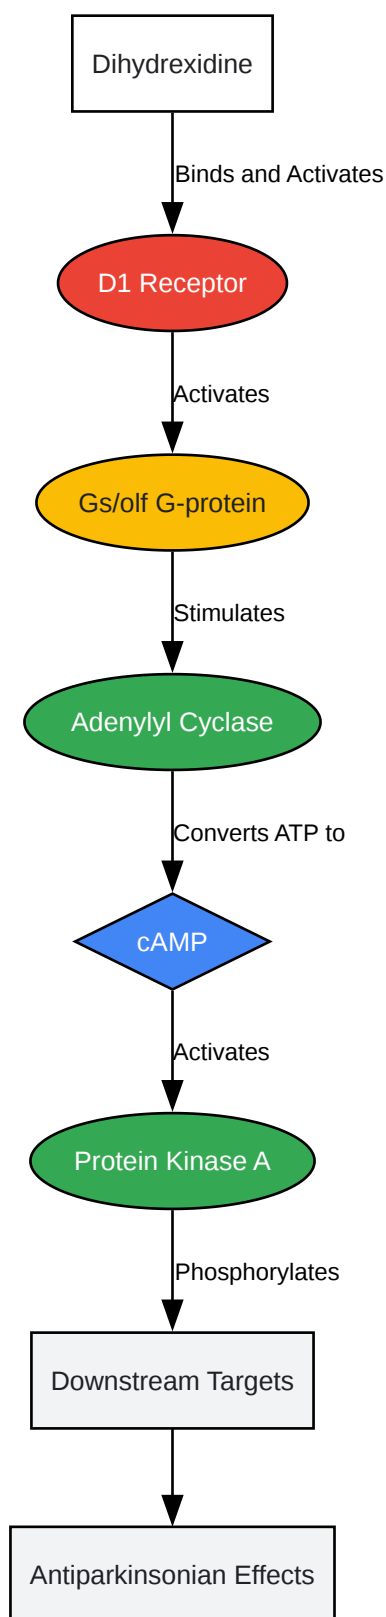 Dihydrexidine
Binds and Activates
D1 Receptor
Activates
Gs/olf G-protein
Stimulates
Adenylyl Cyclase
Converts ATP to
cAMP
Activates
Protein Kinase A
Phosphorylates
Downstream Targets
Antiparkinsonian Effects